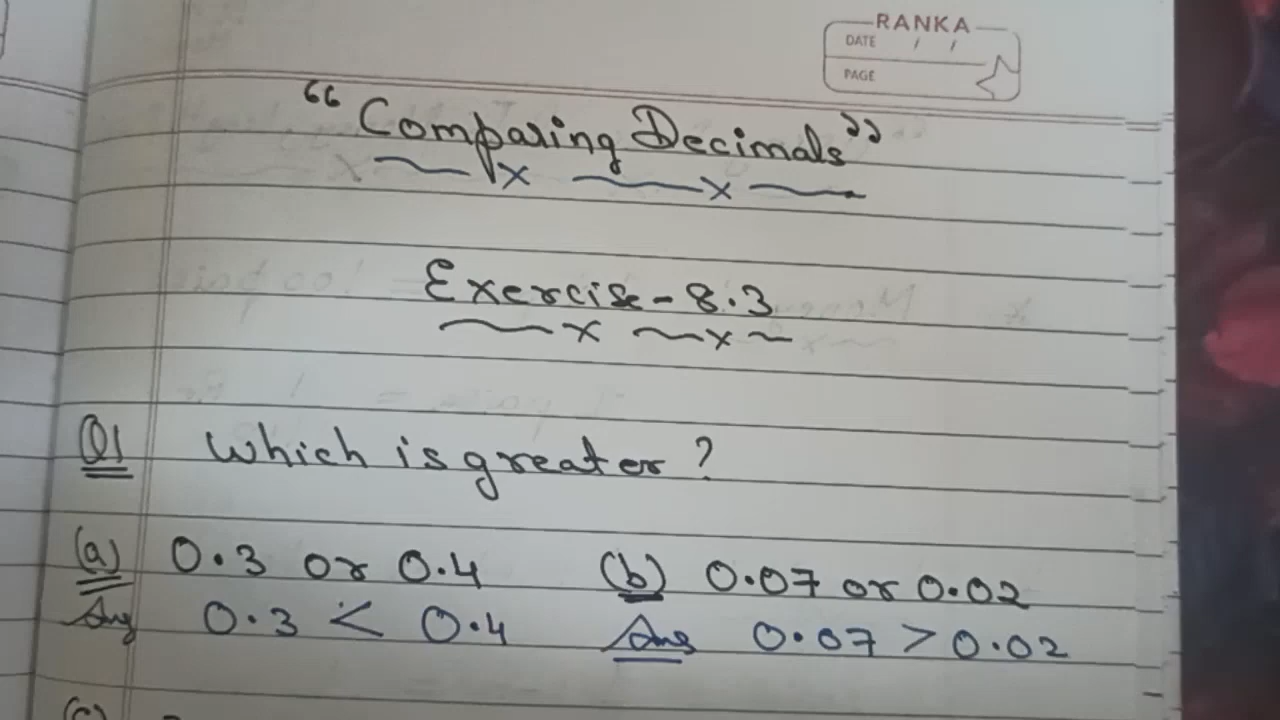 RANKA
DATE / /
PAGE
“Comparing Decimals”
Exercise-8.3
Q1 Which is greater?
(a) 0.3 or 0.4 (b) 0.07 or 0.02
Ans 0.3 < 0.4 Ans 0.07 > 0.02
(c)